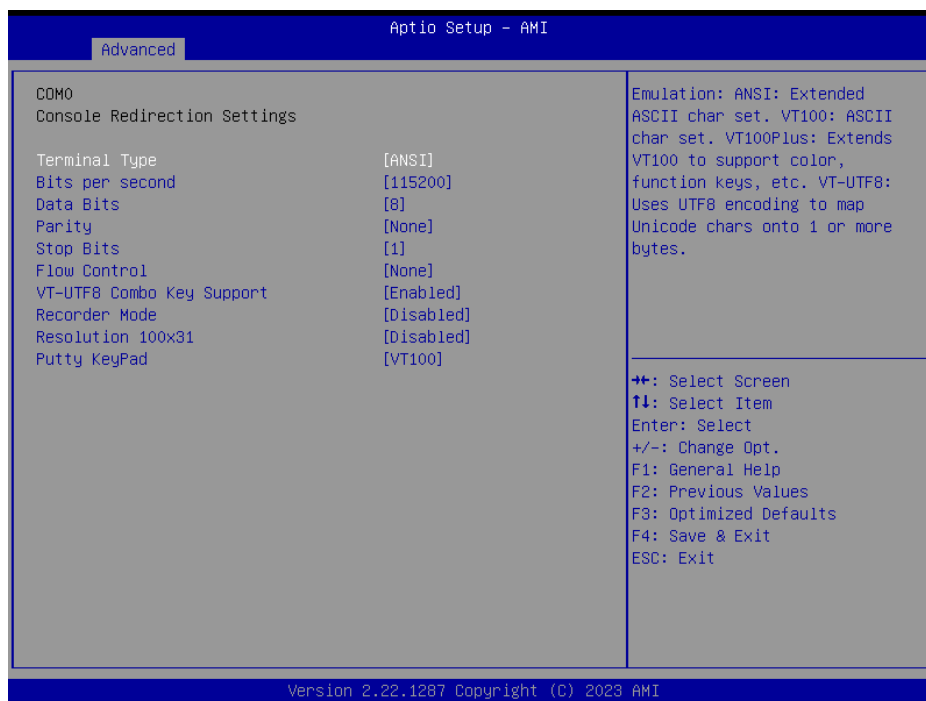 Aptio Setup – AMI
Advanced
COM0
Console Redirection Settings
Terminal Type [ANSI]
Bits per second [115200]
Data Bits [8]
Parity [None]
Stop Bits [1]
Flow Control [None]
VT-UTF8 Combo Key Support [Enabled]
Recorder Mode [Disabled]
Resolution 100x31 [Disabled]
Putty KeyPad [VT100]
Emulation: ANSI: Extended
ASCII char set. VT100: ASCII
char set. VT100Plus: Extends
VT100 to support color,
function keys, etc. VT-UTF8:
Uses UTF8 encoding to map
Unicode chars onto 1 or more
bytes.
→←: Select Screen
↑↓: Select Item
Enter: Select
+/-: Change Opt.
F1: General Help
F2: Previous Values
F3: Optimized Defaults
F4: Save & Exit
ESC: Exit
Version 2.22.1287 Copyright (C) 2023 AMI